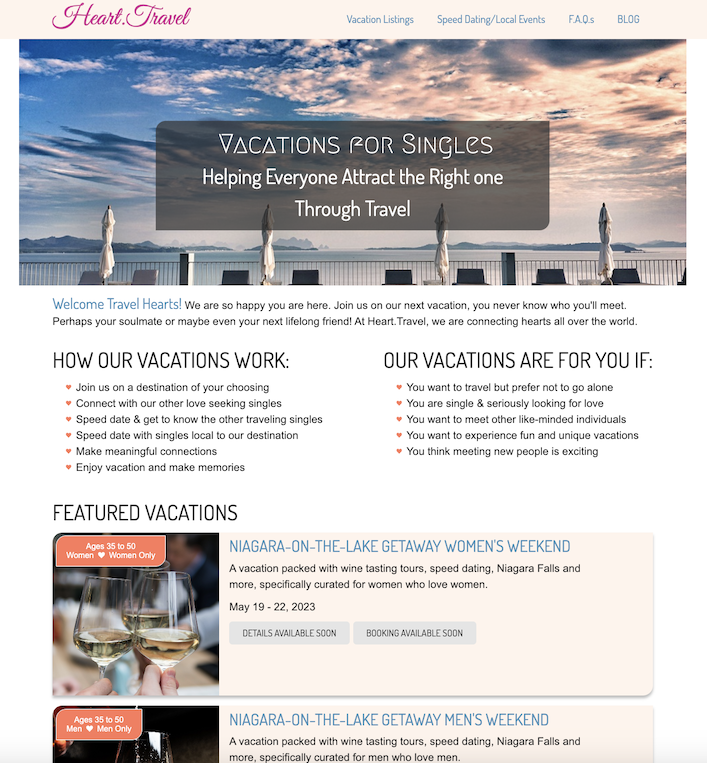 Heart.Travel
Vacation Listings Speed Dating/Local Events F.A.Q.s BLOG
Vacations for Singles
Helping Everyone Attract the Right one
Through Travel
Welcome Travel Hearts! We are so happy you are here. Join us on our next vacation, you never know who you'll meet.
Perhaps your soulmate or maybe even your next lifelong friend! At Heart.Travel, we are connecting hearts all over the world.
HOW OUR VACATIONS WORK:
Join us on a destination of your choosing
Connect with our other love seeking singles
Speed date & get to know the other traveling singles
Speed date with singles local to our destination
Make meaningful connections
Enjoy vacation and make memories
OUR VACATIONS ARE FOR YOU IF:
You want to travel but prefer not to go alone
You are single & seriously looking for love
You want to meet other like-minded individuals
You want to experience fun and unique vacations
You think meeting new people is exciting
FEATURED VACATIONS
Ages 35 to 50
Women ♥ Women Only
NIAGARA-ON-THE-LAKE GETAWAY WOMEN'S WEEKEND
A vacation packed with wine tasting tours, speed dating, Niagara Falls and
more, specifically curated for women who love women.
May 19 - 22, 2023
DETAILS AVAILABLE SOON BOOKING AVAILABLE SOON
Ages 35 to 50
Men ♥ Men Only
NIAGARA-ON-THE-LAKE GETAWAY MEN'S WEEKEND
A vacation packed with wine tasting tours, speed dating, Niagara Falls and
more, specifically curated for men who love men.